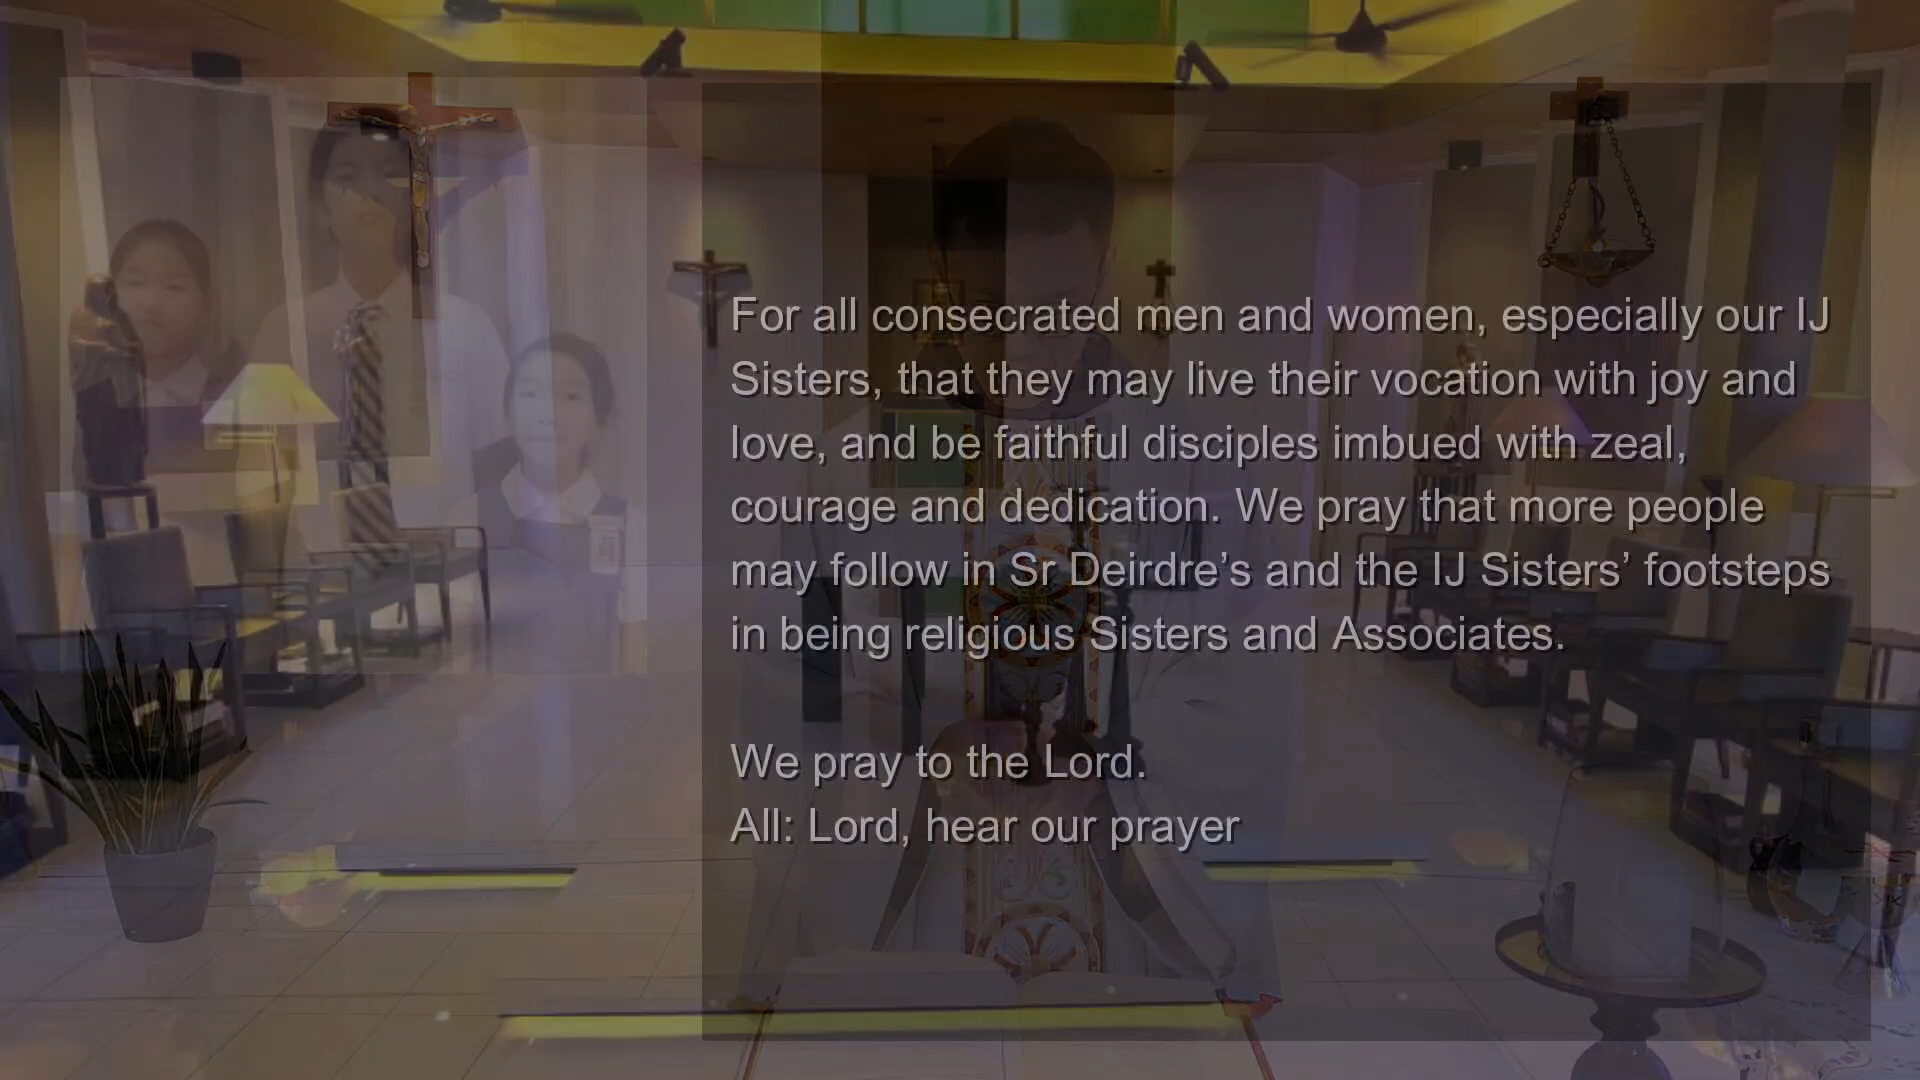 For all consecrated men and women, especially our IJ
Sisters, that they may live their vocation with joy and
love, and be faithful disciples imbued with zeal,
courage and dedication. We pray that more people
may follow in Sr Deirdre’s and the IJ Sisters’ footsteps
in being religious Sisters and Associates.
We pray to the Lord.
All: Lord, hear our prayer